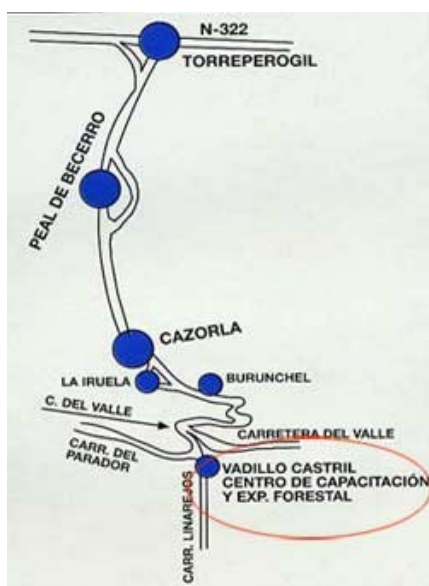 N-322
TORREPEROGIL
PEAL DE BECERRO
CAZORLA
LA IRUELA
BURUNCHEL
C. DEL VALLE
CARRETERA DEL VALLE
CARR. DEL
PARADOR
VADILLO CASTRIL
CENTRO DE CAPACITACIÓN
Y EXP. FORESTAL
CARR. LINAREJOS